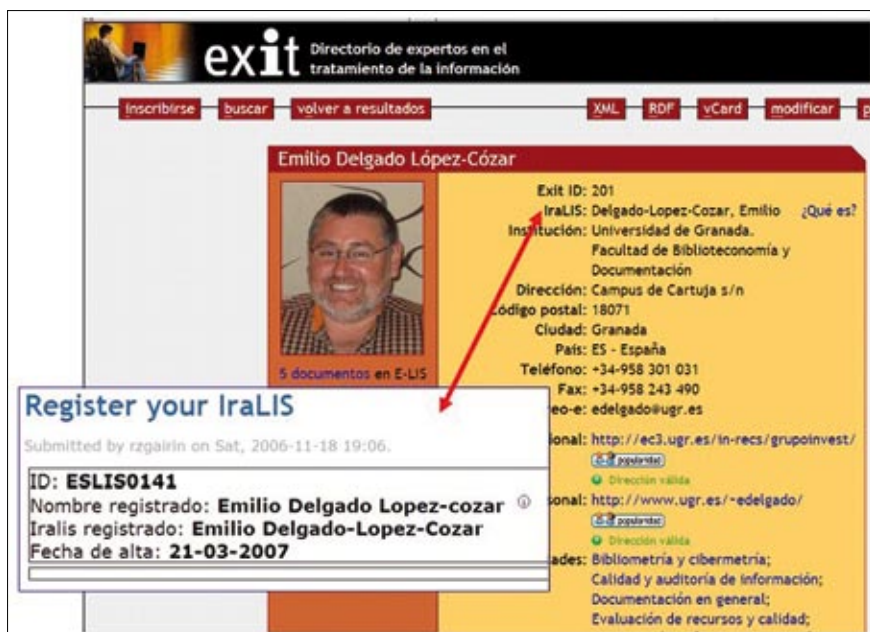 exit
Directorio de expertos en el
tratamiento de la información
inscribirse buscar volver a resultados XML RDF vCard modificar
Emilio Delgado López-Cózar
Exit ID: 201
IraLIS: Delgado-Lopez-Cozar, Emilio ¿Qué es?
Institución: Universidad de Granada.
Facultad de Biblioteconomía y
Documentación
Dirección: Campus de Cartuja s/n
Código postal: 18071
Ciudad: Granada
País: ES - España
Teléfono: +34-958 301 031
Fax: +34-958 243 490
eo-e: edelgado@ugr.es
5 documentos en E-LIS
ional: http://ec3.ugr.es/in-recs/grupoinvest/
popularidad
Dirección válida
sonal: http://www.ugr.es/~edelgado/
popularidad
Dirección válida
ades: Bibliometría y cibermetría;
Calidad y auditoría de información;
Documentación en general;
Evaluación de recursos y calidad;
Register your IraLIS
Submitted by rzgairin on Sat, 2006-11-18 19:06.
ID: ESLIS0141
Nombre registrado: Emilio Delgado Lopez-cozar
Iralis registrado: Emilio Delgado-Lopez-Cozar
Fecha de alta: 21-03-2007